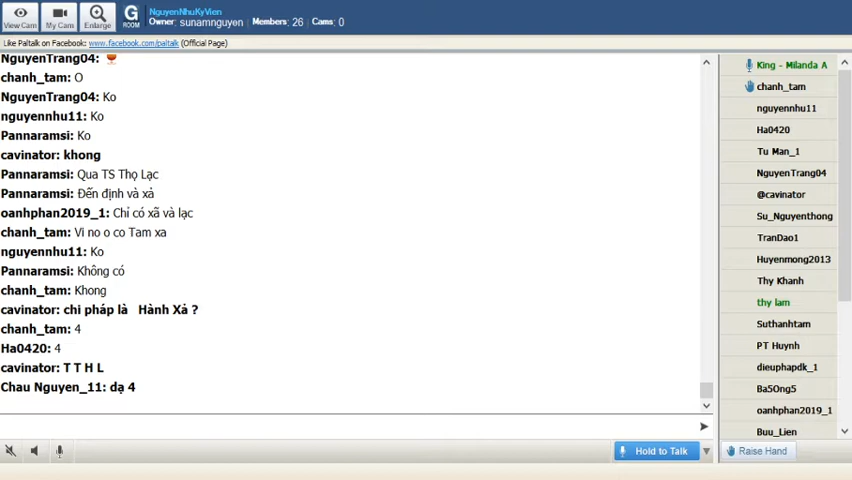 NguyenNhuKyVien
View Cam
My Cam
Enlarge
G
ROOM
Owner: sunamnguyen
Members: 26
Cams: 0
Like Paltalk on Facebook: www.facebook.com/paltalk (Official Page)
NguyenTrang04:
chanh_tam: O
NguyenTrang04: Ko
nguyennhu11: Ko
Pannaramsi: Ko
cavinator: khong
Pannaramsi: Qua TS Thọ Lạc
Pannaramsi: Đến định và xả
oanhphan2019_1: Chỉ có xã và lạc
chanh_tam: Vi no o co Tam xa
nguyennhu11: Ko
Pannaramsi: Không có
chanh_tam: Khong
cavinator: chi pháp là Hành Xả ?
chanh_tam: 4
Ha0420: 4
cavinator: T T H L
Chau Nguyen_11: dạ 4
King - Milanda A
chanh_tam
nguyennhu11
Ha0420
Tu Man_1
NguyenTrang04
@cavinator
Su_Nguyenthong
TranDao1
Huyenmong2013
Thy Khanh
thy lam
Suthanhtam
PT Huynh
dieuphapdk_1
Ba5Ong5
oanhphan2019_1
Buu_Lien
Hold to Talk
Raise Hand